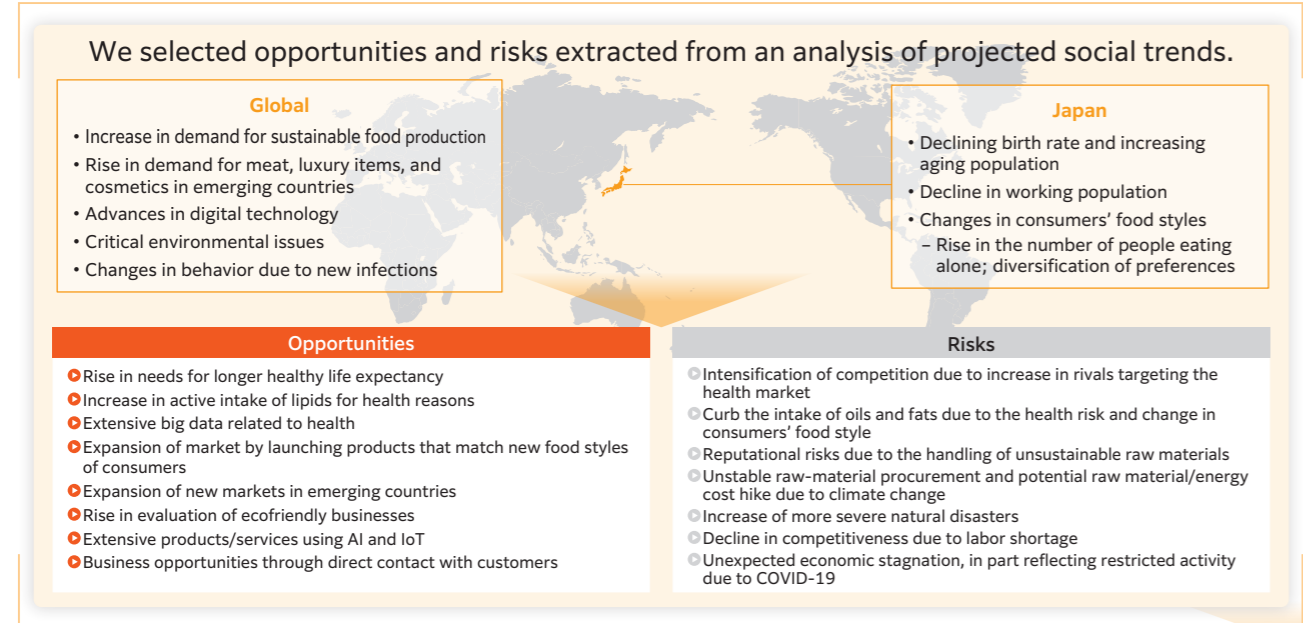 We selected opportunities and risks extracted from an analysis of projected social trends.
Global
• Increase in demand for sustainable food production
• Rise in demand for meat, luxury items, and
cosmetics in emerging countries
• Advances in digital technology
• Critical environmental issues
• Changes in behavior due to new infections
Japan
• Declining birth rate and increasing
aging population
• Decline in working population
• Changes in consumers' food styles
– Rise in the number of people eating
alone; diversification of preferences
Opportunities
Rise in needs for longer healthy life expectancy
Increase in active intake of lipids for health reasons
Extensive big data related to health
Expansion of market by launching products that match new food styles
of consumers
Expansion of new markets in emerging countries
Rise in evaluation of ecofriendly businesses
Extensive products/services using AI and IoT
Business opportunities through direct contact with customers
Risks
Intensification of competition due to increase in rivals targeting the
health market
Curb the intake of oils and fats due to the health risk and change in
consumers' food style
Reputational risks due to the handling of unsustainable raw materials
Unstable raw-material procurement and potential raw material/energy
cost hike due to climate change
Increase of more severe natural disasters
Decline in competitiveness due to labor shortage
Unexpected economic stagnation, in part reflecting restricted activity
due to COVID-19